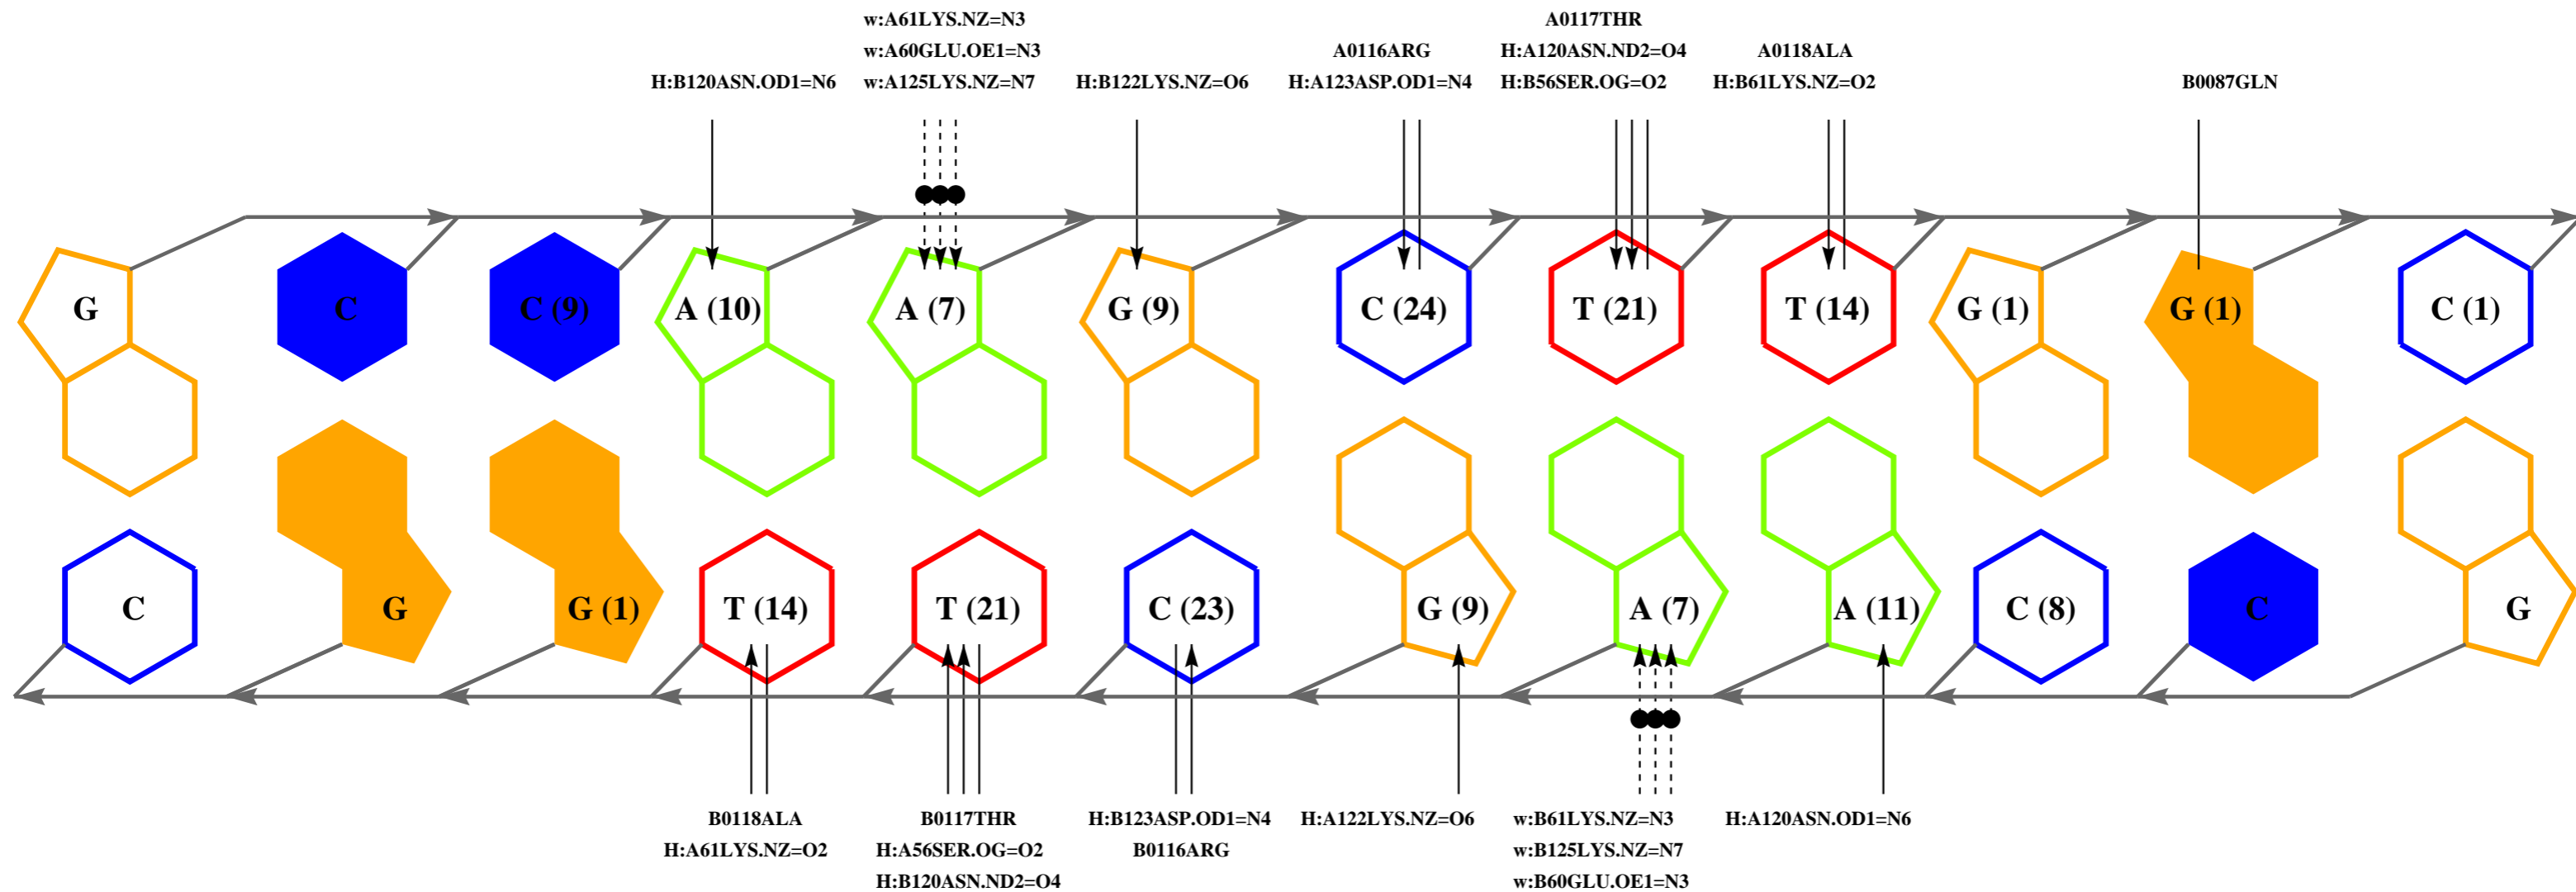 w:A61LYS.NZ=N3
A0117THR
w:A60GLU.OE1=N3
A0116ARG
H:A120ASN.ND2=O4
A0118ALA
H:B120ASN.OD1=N6
w:A125LYS.NZ=N7
H:B122LYS.NZ=O6
H:A123ASP.OD1=N4
H:B56SER.OG=O2
H:B61LYS.NZ=O2
B0087GLN
G
C
C (9)
A (10)
A (7)
G (9)
C (24)
T (21)
T (14)
G (1)
G (1)
C (1)
C
G
G (1)
T (14)
T (21)
C (23)
G (9)
A (7)
A (11)
C (8)
C
G
B0118ALA
B0117THR
H:B123ASP.OD1=N4
H:A122LYS.NZ=O6
w:B61LYS.NZ=N3
H:A120ASN.OD1=N6
H:A61LYS.NZ=O2
H:A56SER.OG=O2
B0116ARG
w:B125LYS.NZ=N7
H:B120ASN.ND2=O4
w:B60GLU.OE1=N3